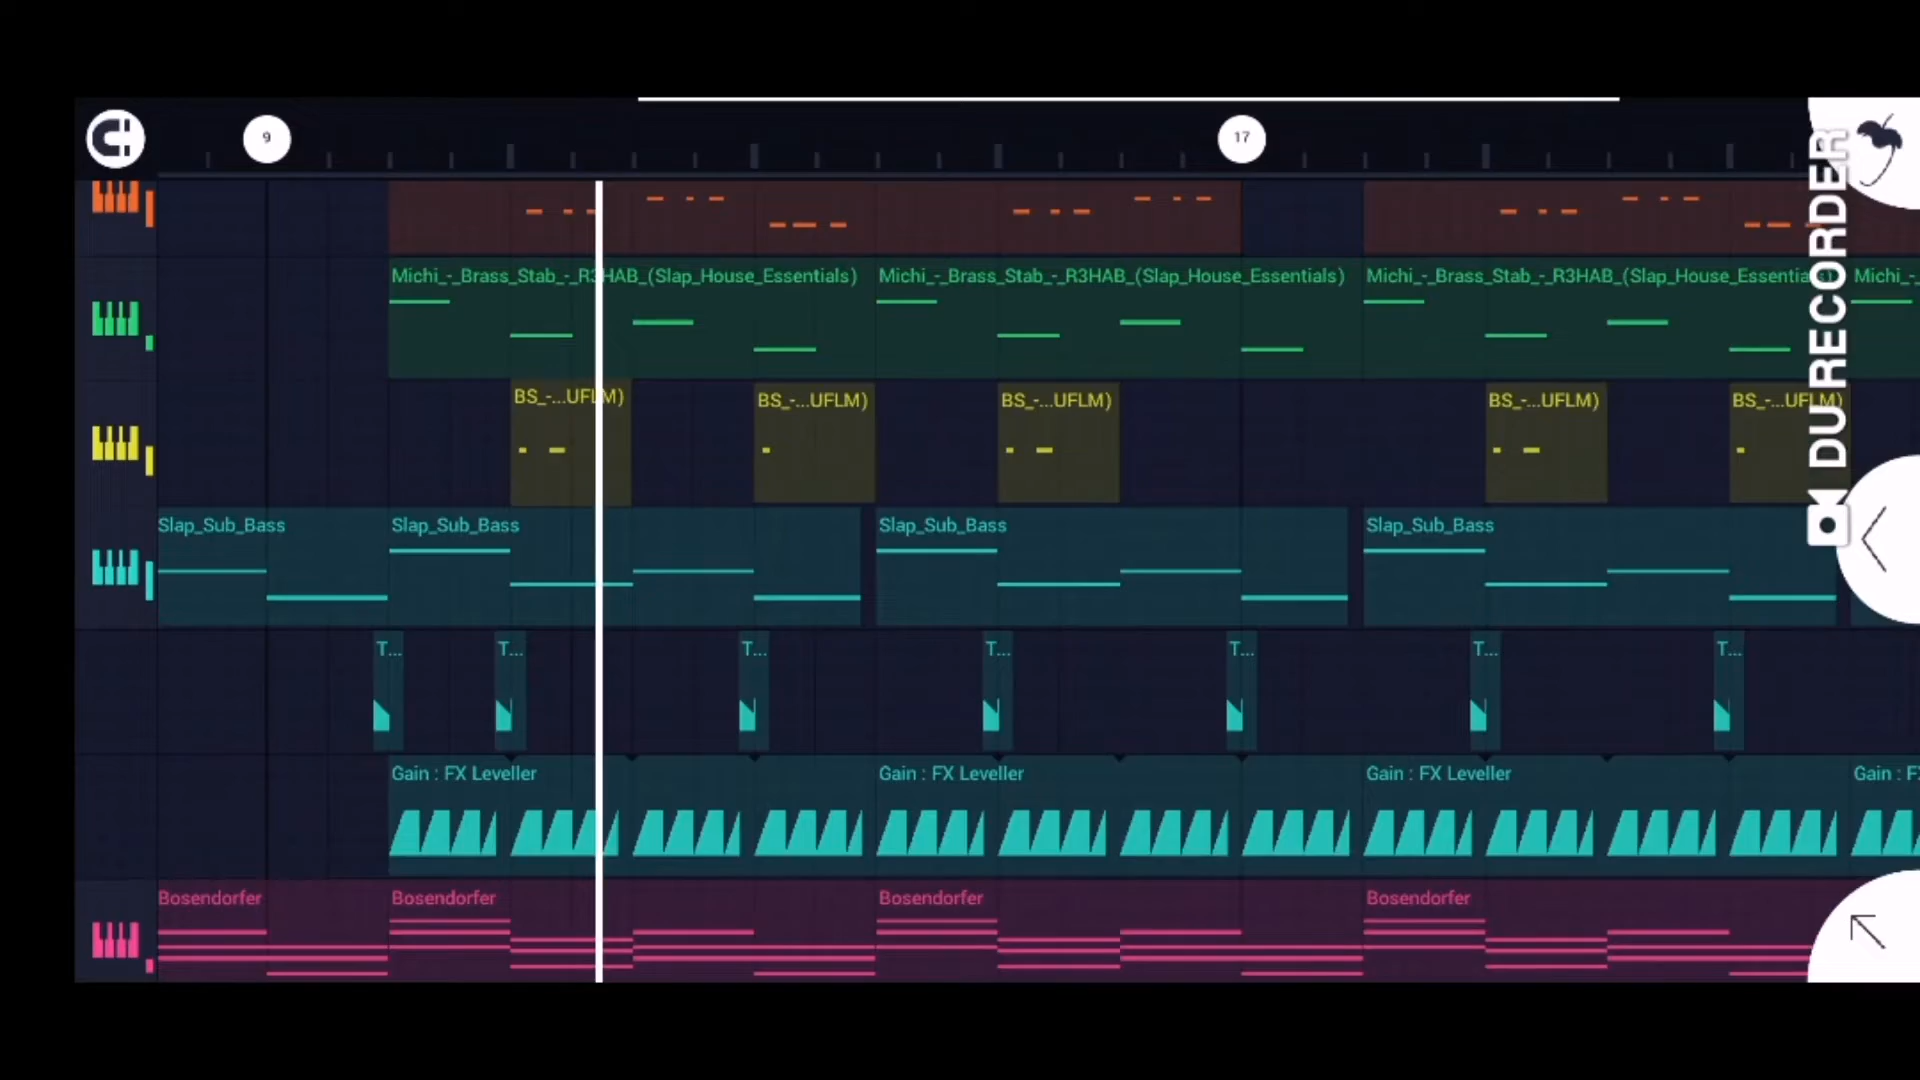 9 17
Michi_-_Brass_Stab_-_R3HAB_(Slap_House_Essentials) Michi_-_Brass_Stab_-_R3HAB_(Slap_House_Essentials) Michi_-_Brass_Stab_-_R3HAB_(Slap_House_Essentials) Michi_-_
BS_-...UFLM) BS_-...UFLM) BS_-...UFLM) BS_-...UFLM) BS_-...UFLM)
Slap_Sub_Bass Slap_Sub_Bass Slap_Sub_Bass Slap_Sub_Bass
T... T... T... T... T... T... T...
Gain : FX Leveller Gain : FX Leveller Gain : FX Leveller Gain : F
Bosendorfer Bosendorfer Bosendorfer Bosendorfer
DU RECORDER